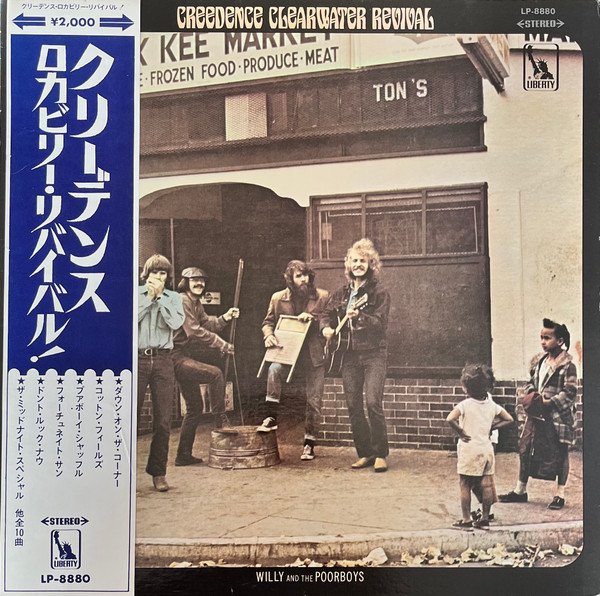 クリーデンス・ロカビリー・リバイバル!
¥2,000
クリーデンス
ロカビリー・リバイバル!
★ダウン・オン・ザ・コーナー
★コットン・フィールズ
★プアボーイ・シャッフル
★フォーチュネイト・サン
★ドント・ルック・ナウ
★ザ・ミッドナイト・スペシャル 他全10曲
STEREO
LIBERTY
LP-8880
CREEDENCE CLEARWATER REVIVAL
LP-8880
STEREO
LIBERTY
K KEE MARKET
E·FROZEN FOOD·PRODUCE·MEAT
TON'S
WILLY AND THE POORBOYS